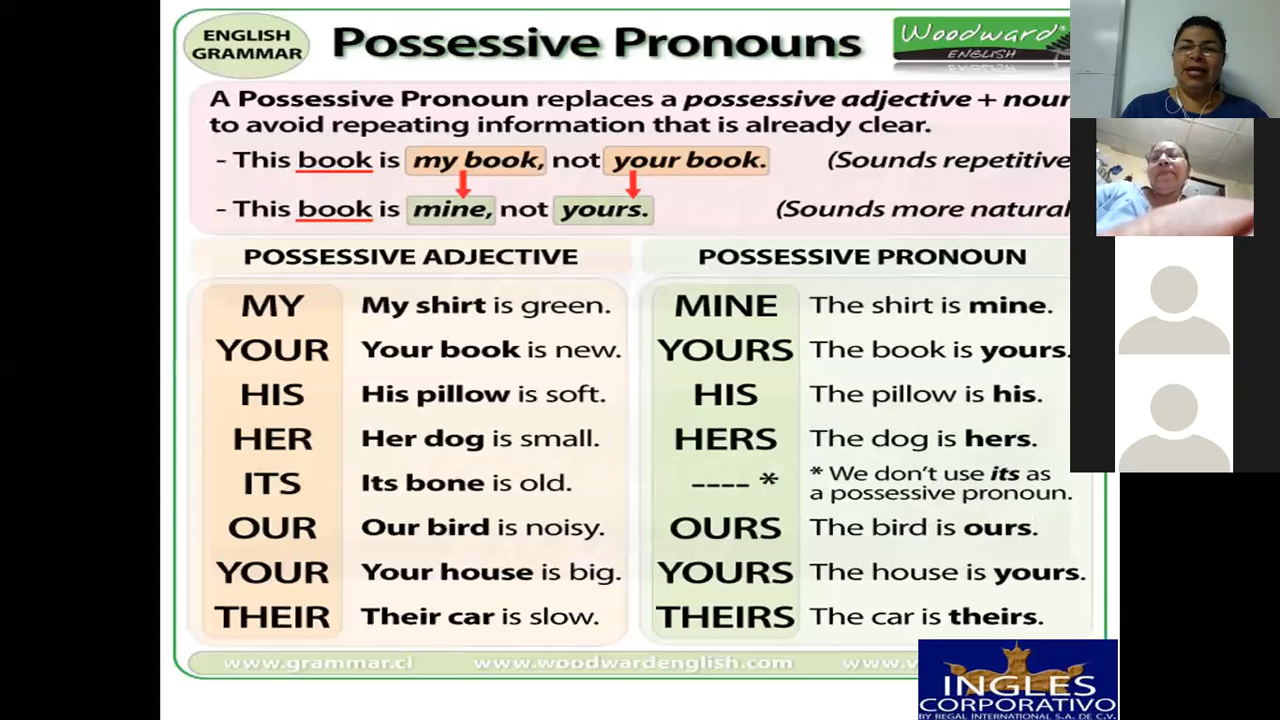 ENGLISH
GRAMMAR
Possessive Pronouns
Woodward
ENGLISH
A Possessive Pronoun replaces a possessive adjective + noun
to avoid repeating information that is already clear.
- This book is my book, not your book. (Sounds repetitive
- This book is mine, not yours. (Sounds more natural
POSSESSIVE ADJECTIVE POSSESSIVE PRONOUN
MY My shirt is green. MINE The shirt is mine.
YOUR Your book is new. YOURS The book is yours.
HIS His pillow is soft. HIS The pillow is his.
HER Her dog is small. HERS The dog is hers.
ITS Its bone is old. ---- * * We don't use its as
a possessive pronoun.
OUR Our bird is noisy. OURS The bird is ours.
YOUR Your house is big. YOURS The house is yours.
THEIR Their car is slow. THEIRS The car is theirs.
www.grammar.cl www.woodwardenglish.com
INGLES
CORPORATIVO
BY REGAL INTERNATIONAL S.A. DE C.V.